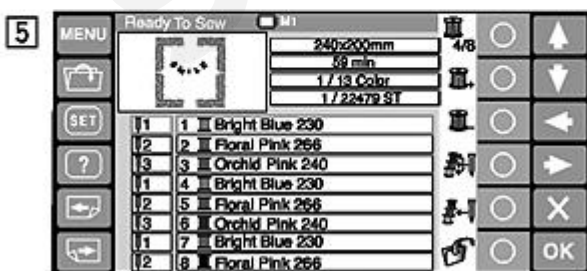 5
MENU
Ready To Sew M1
240x200mm
59 min
1 / 13 Color
1 / 22479 ST
4/8
SET
?
1 1 Bright Blue 230
2 2 Floral Pink 266
3 3 Orchid Pink 240
1 4 Bright Blue 230
2 5 Floral Pink 266
3 6 Orchid Pink 240
1 7 Bright Blue 230
2 8 Floral Pink 266
X
OK